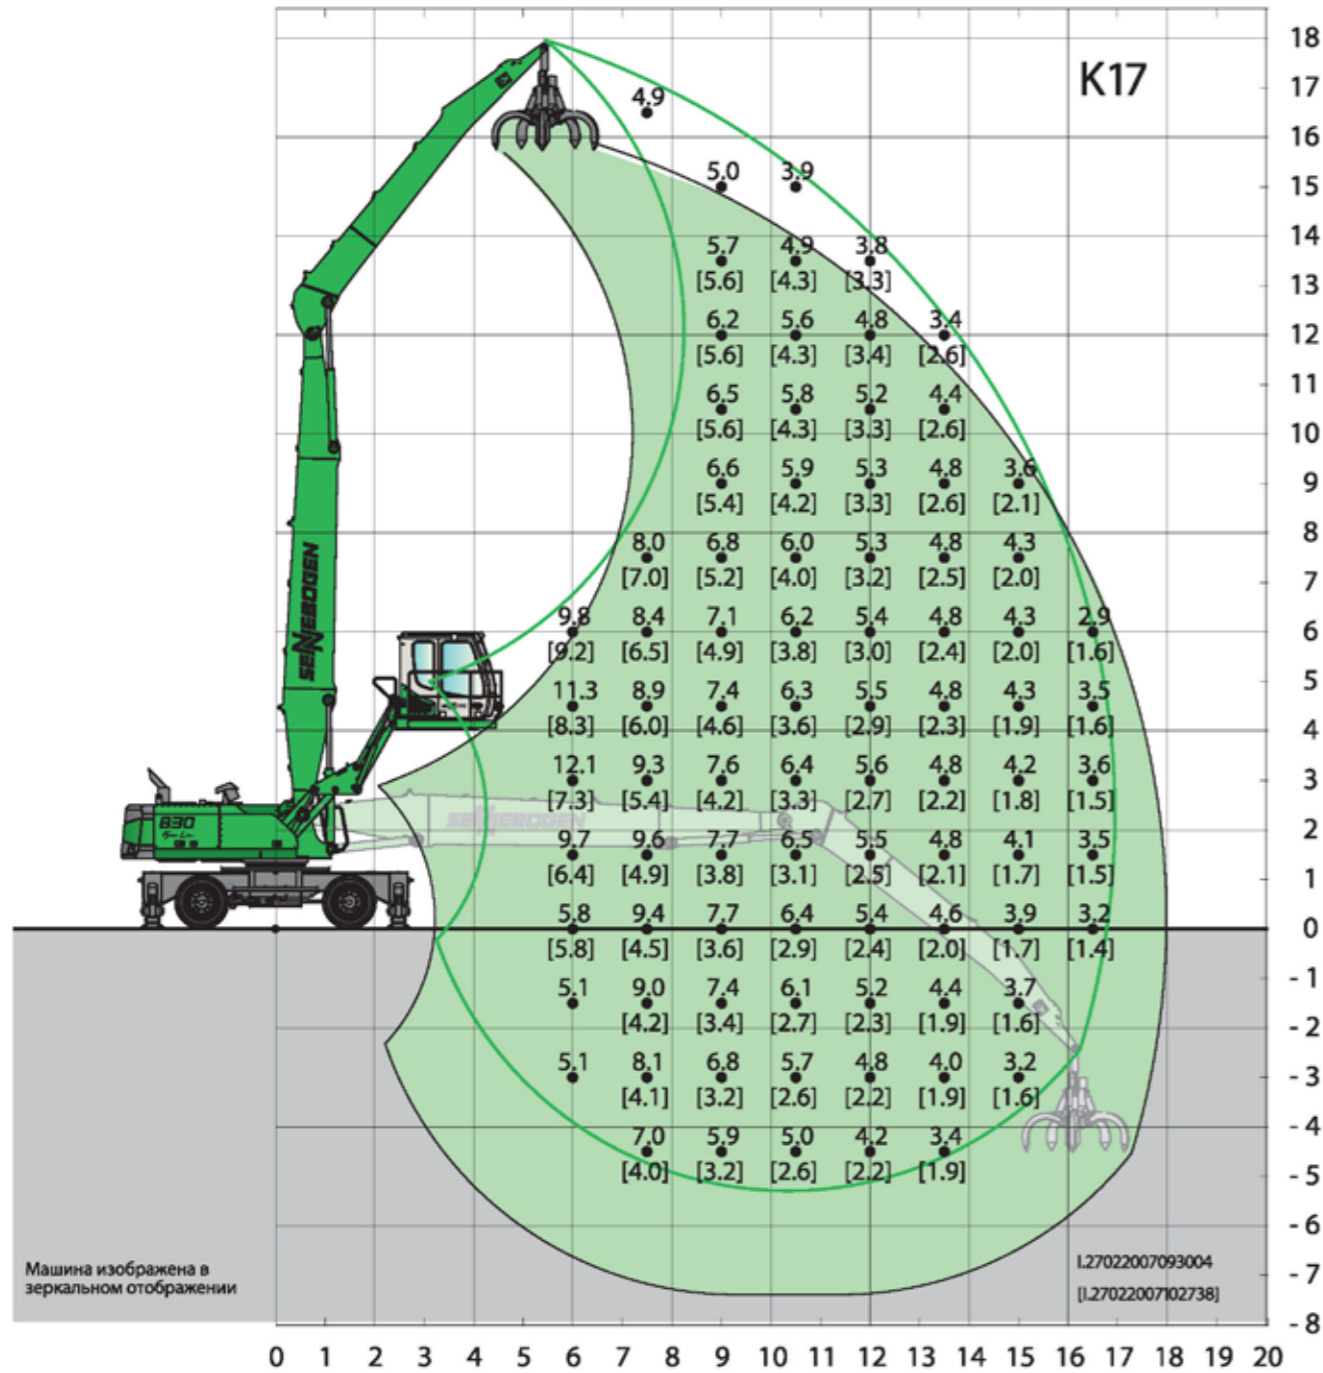 18
K17
17
4.9
16
5.0 3.9
15
14
5.7 4.9 3.8
[5.6] [4.3] [3.3]
13
6.2 5.6 4.8 3.4
12
[5.6] [4.3] [3.4] [2.6]
11
6.5 5.8 5.2 4.4
[5.6] [4.3] [3.3] [2.6]
10
6.6 5.9 5.3 4.8 3.6
9
[5.4] [4.2] [3.3] [2.6] [2.1]
8
8.0 6.8 6.0 5.3 4.8 4.3
[7.0] [5.2] [4.0] [3.2] [2.5] [2.0]
7
9.8 8.4 7.1 6.2 5.4 4.8 4.3 2.9
6
[9.2] [6.5] [4.9] [3.8] [3.0] [2.4] [2.0] [1.6]
SENNEBOGEN
5
11.3 8.9 7.4 6.3 5.5 4.8 4.3 3.5
[8.3] [6.0] [4.6] [3.6] [2.9] [2.3] [1.9] [1.6]
4
12.1 9.3 7.6 6.4 5.6 4.8 4.2 3.6
3
[7.3] [5.4] [4.2] [3.3] [2.7] [2.2] [1.8] [1.5]
SENNEBOGEN
830
2
9.7 9.6 7.7 6.5 5.5 4.8 4.1 3.5
[6.4] [4.9] [3.8] [3.1] [2.5] [2.1] [1.7] [1.5]
1
5.8 9.4 7.7 6.4 5.4 4.6 3.9 3.2
0
[5.8] [4.5] [3.6] [2.9] [2.4] [2.0] [1.7] [1.4]
- 1
5.1 9.0 7.4 6.1 5.2 4.4 3.7
[4.2] [3.4] [2.7] [2.3] [1.9] [1.6]
- 2
5.1 8.1 6.8 5.7 4.8 4.0 3.2
- 3
[4.1] [3.2] [2.6] [2.2] [1.9] [1.6]
- 4
7.0 5.9 5.0 4.2 3.4
[4.0] [3.2] [2.6] [2.2] [1.9]
- 5
- 6
Машина изображена в
зеркальном отображении
I.27022007093004
- 7
[I.27022007102738]
- 8
0 1 2 3 4 5 6 7 8 9 10 11 12 13 14 15 16 17 18 19 20